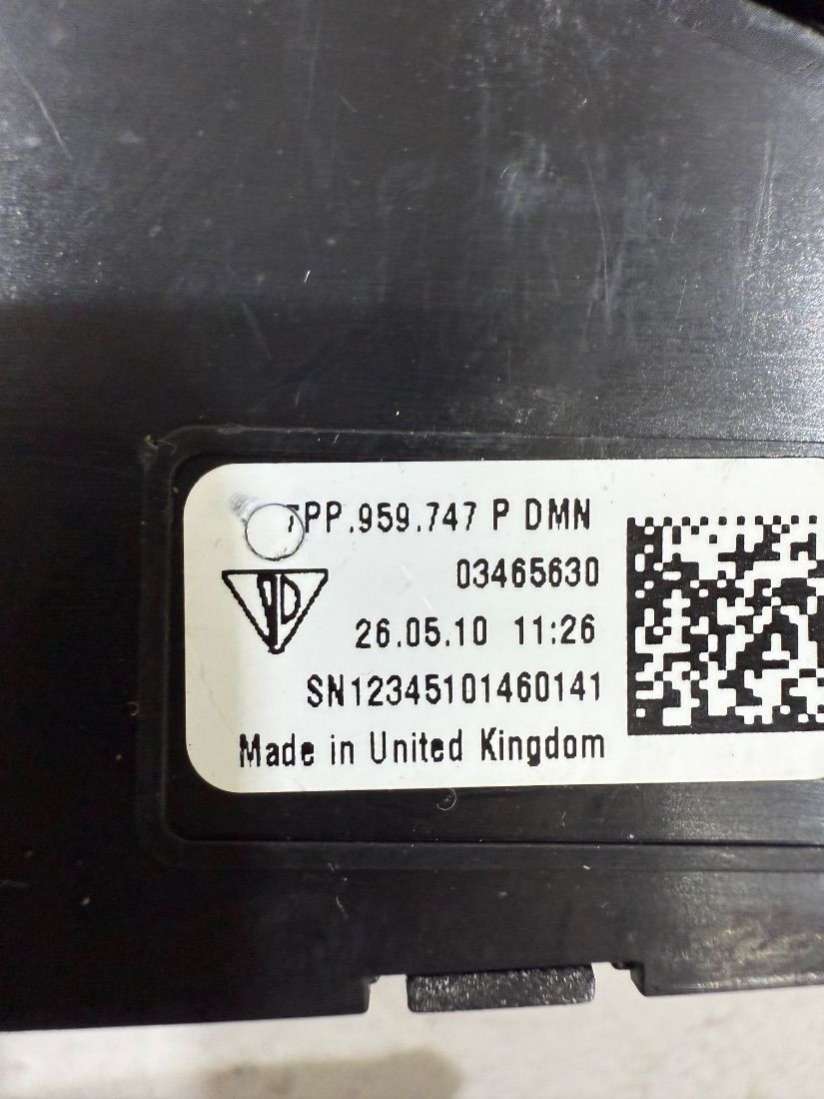 7PP.959.747 P DMN
03465630
26.05.10 11:26
SN12345101460141
Made in United Kingdom